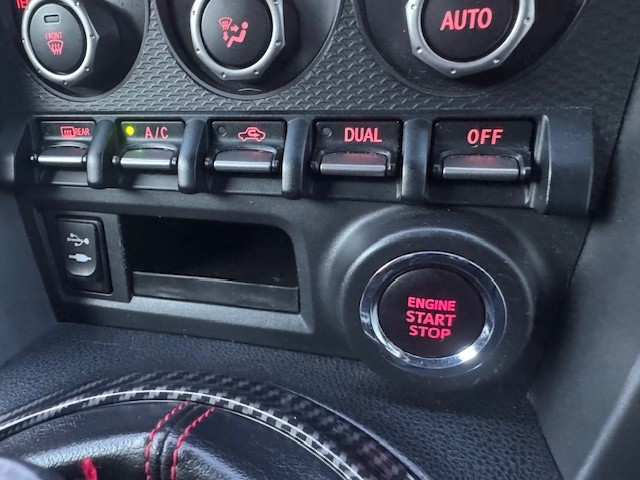 FRONT
AUTO
REAR
A/C
DUAL
OFF
ENGINE
START
STOP